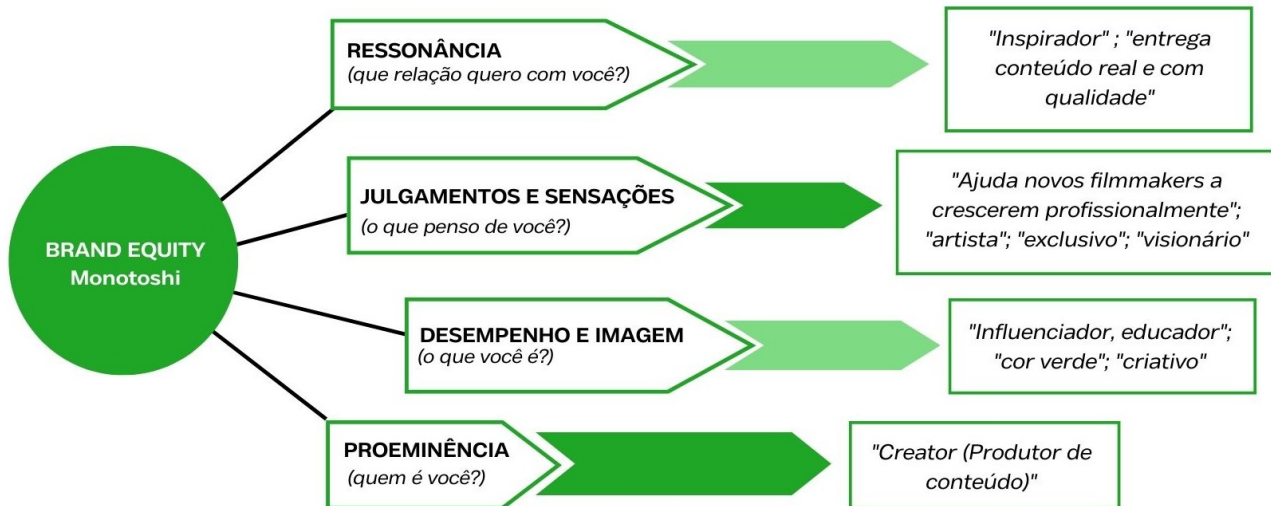 BRAND EQUITY
Monotoshi
RESSONÂNCIA
(que relação quero com você?)
"Inspirador" ; "entrega
conteúdo real e com
qualidade"
JULGAMENTOS E SENSAÇÕES
(o que penso de você?)
"Ajuda novos filmmakers a
crescerem profissionalmente";
"artista"; "exclusivo"; "visionário"
DESEMPENHO E IMAGEM
(o que você é?)
"Influenciador, educador";
"cor verde"; "criativo"
PROEMINÊNCIA
(quem é você?)
"Creator (Produtor de
conteúdo)"